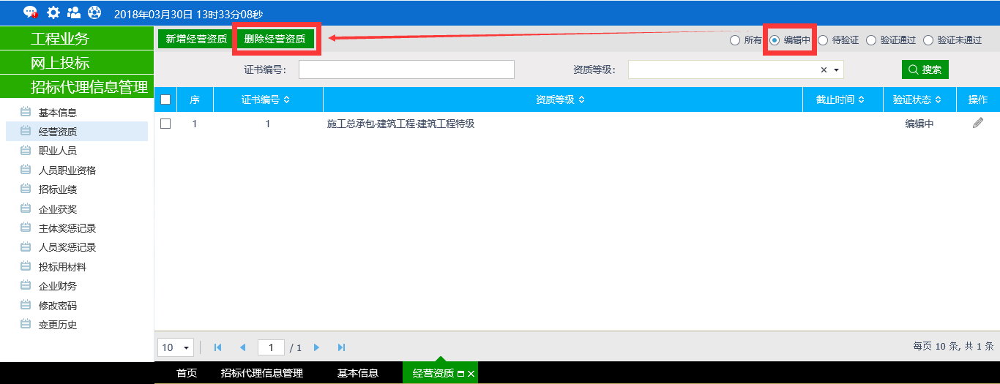 2018年03月30日 13时33分08秒
工程业务
网上投标
招标代理信息管理
基本信息
经营资质
职业人员
人员职业资格
招标业绩
企业获奖
主体奖惩记录
人员奖惩记录
投标用材料
企业财务
修改密码
变更历史
新增经营资质 删除经营资质 所有 编辑中 待验证 验证通过 验证未通过
证书编号: 资质等级: 搜索
序 证书编号 资质等级 截止时间 验证状态 操作
1 1 施工总承包·建筑工程·建筑工程特级 编辑中
10 1 / 1 每页 10 条, 共 1 条
首页 招标代理信息管理 基本信息 经营资质